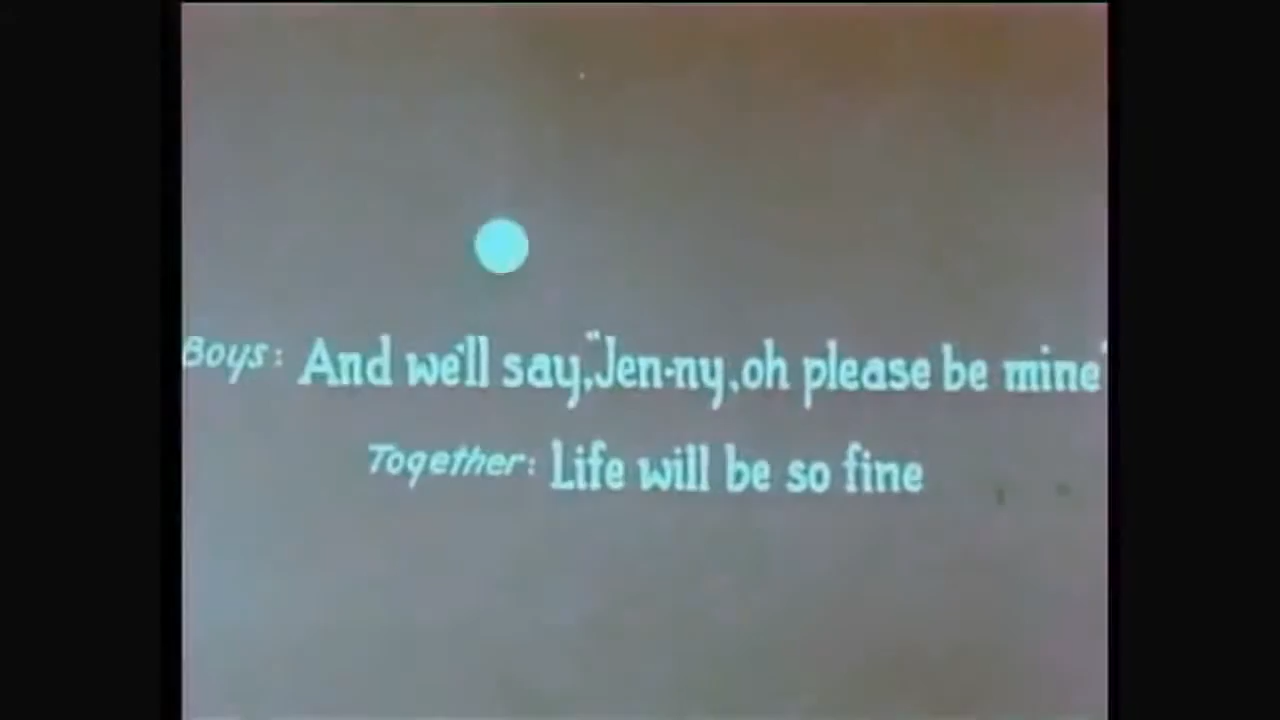 Boys: And we'll say, "Jen-ny, oh please be mine"
Together: Life will be so fine